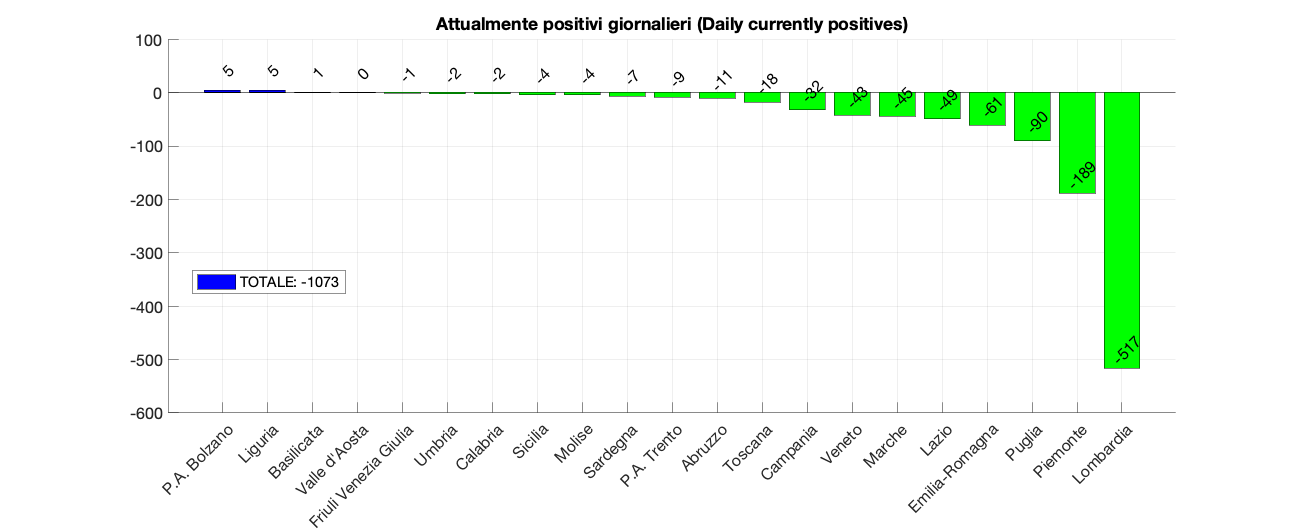 Attualmente positivi giornalieri (Daily currently positives)
100
0
-100
-200
-300
-400
-500
-600
5
5
1
0
-1
-2
-2
-4
-4
-7
-9
-11
-18
-32
-43
-45
-49
-61
-90
-189
-517
TOTALE: -1073
P.A. Bolzano
Liguria
Basilicata
Valle d'Aosta
Friuli Venezia Giulia
Umbria
Calabria
Sicilia
Molise
Sardegna
P.A. Trento
Abruzzo
Toscana
Campania
Veneto
Marche
Lazio
Emilia-Romagna
Puglia
Piemonte
Lombardia